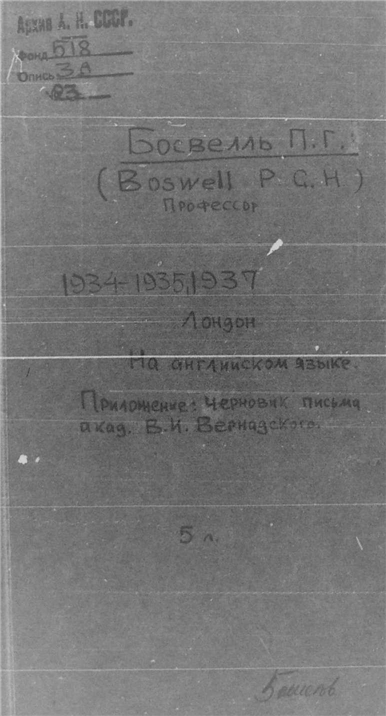 Архив А. Н. СССР.
Фонд 518
Опись 3А
23
Босвелль П. Г.
(Boswell P G. H)
Профессор
1934-1935, 1937
Лондон
На английском языке.
Приложение: черновик письма
акад. В. И. Вернадского.
5 л.